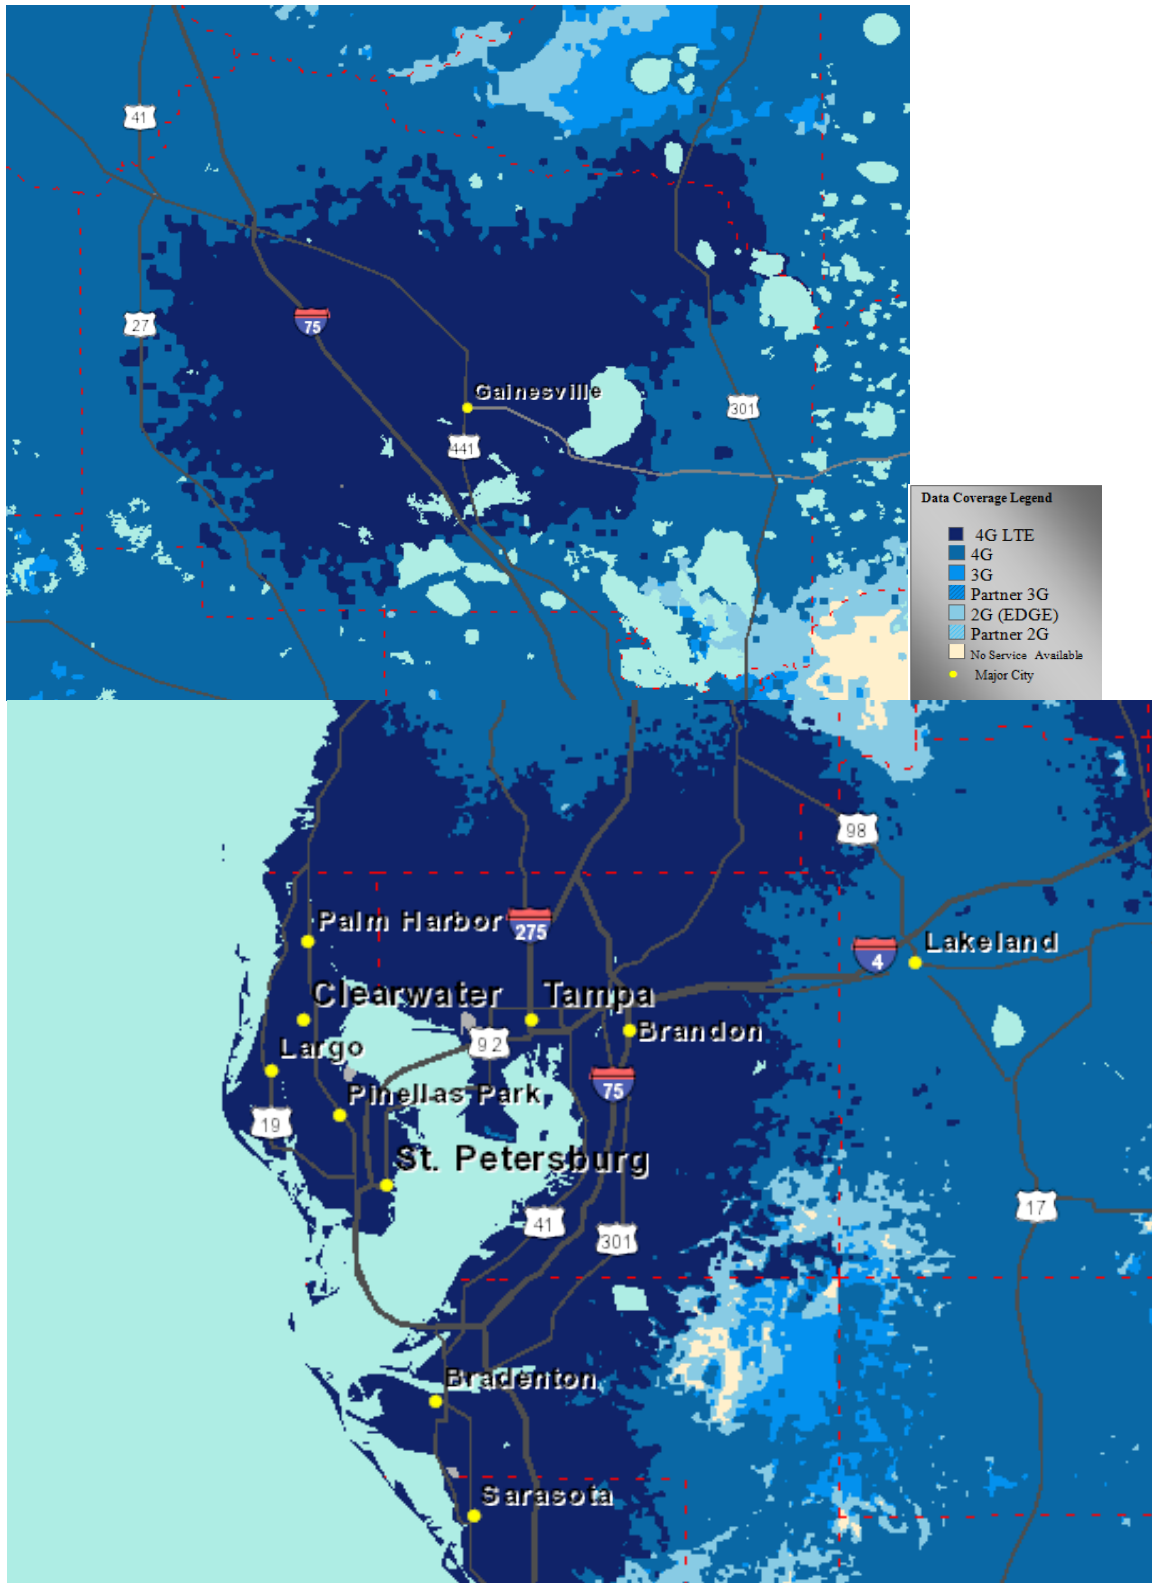 41
27
75
Gainesville
441
301
Data Coverage Legend
4G LTE
4G
3G
Partner 3G
2G (EDGE)
Partner 2G
No Service Available
Major City
98
Palm Harbor
275
Lakeland
4
Clearwater
Tampa
Brandon
Largo
92
75
Pinellas Park
19
St. Petersburg
41
301
17
Bradenton
Sarasota